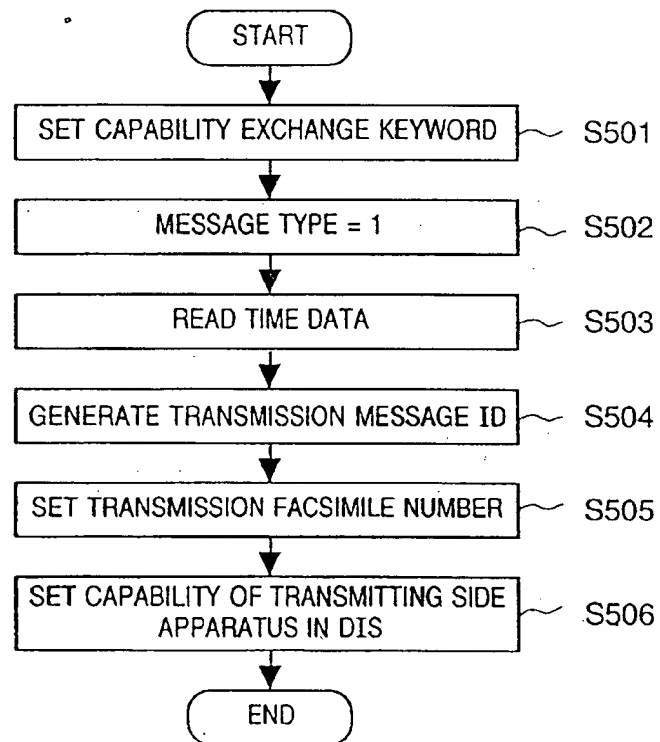 START
SET CAPABILITY EXCHANGE KEYWORD S501
MESSAGE TYPE = 1 S502
READ TIME DATA S503
GENERATE TRANSMISSION MESSAGE ID S504
SET TRANSMISSION FACSIMILE NUMBER S505
SET CAPABILITY OF TRANSMITTING SIDE
APPARATUS IN DIS S506
END